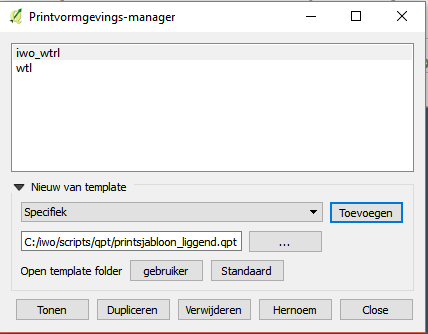 Printvormgevings-manager
iwo_wtrl
wtl
Nieuw van template
Specifiek
Toevoegen
C:/iwo/scripts/qpt/printsjabloon_liggend.qpt
...
Open template folder
gebruiker
Standaard
Tonen
Dupliceren
Verwijderen
Hernoem
Close